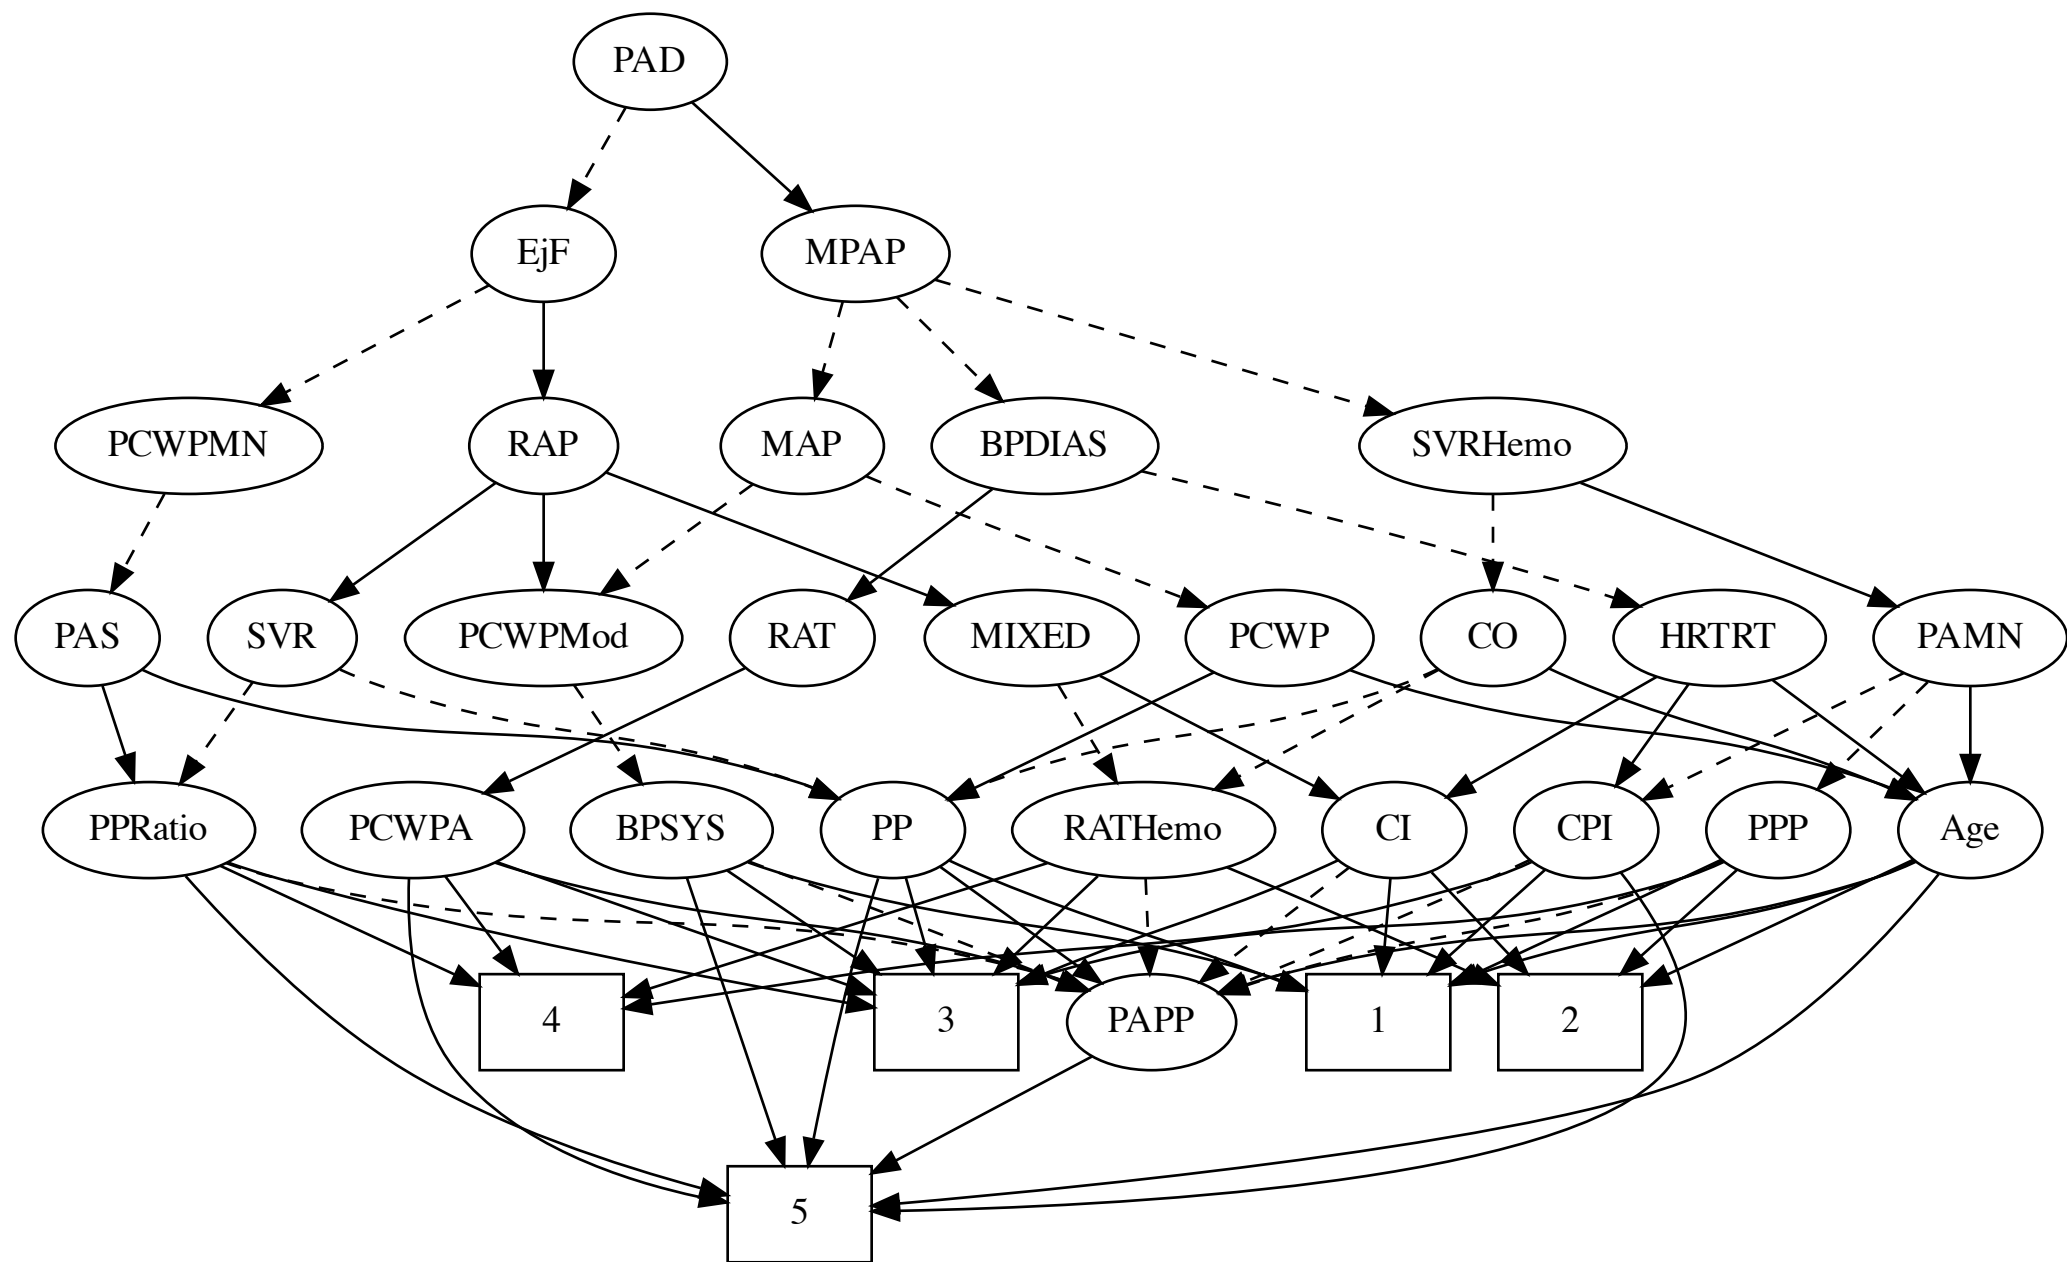 PAD
EjF
MPAP
PCWPMN
RAP
MAP
BPDIAS
SVRHemo
PAS
SVR
PCWPMod
RAT
MIXED
PCWP
CO
HRTRT
PAMN
PPRatio
PCWPA
BPSYS
PP
RATHemo
CI
CPI
PPP
Age
4
3
PAPP
1
2
5